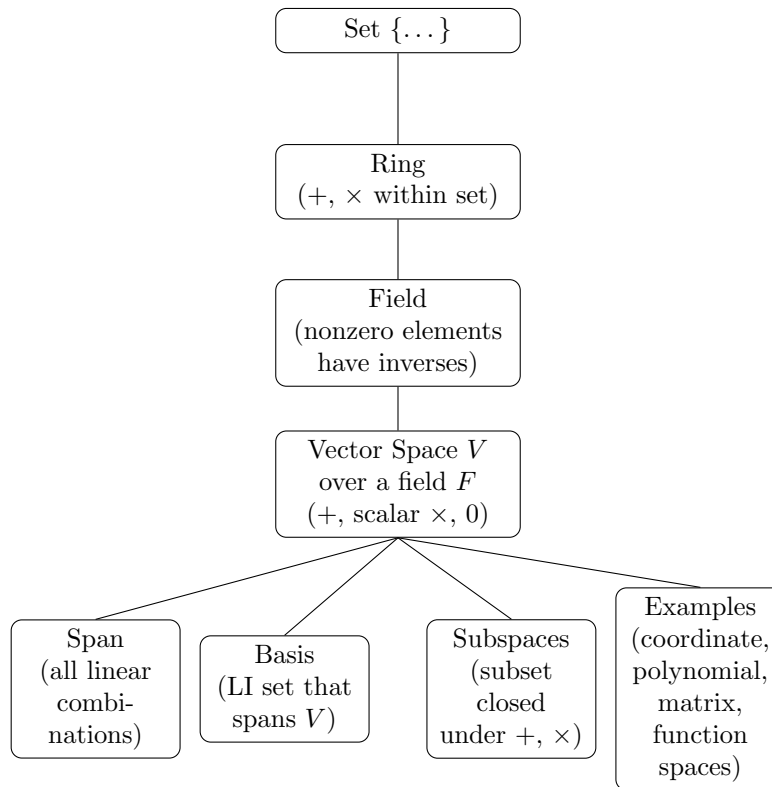 Set {. . . }
Ring
(+, × within set)
Field
(nonzero elements
have inverses)
Vector Space V
over a field F
(+, scalar ×, 0)
Span
(all linear
combi-
nations)
Basis
(LI set that
spans V)
Subspaces
(subset
closed
under +, ×)
Examples
(coordinate,
polynomial,
matrix,
function
spaces)